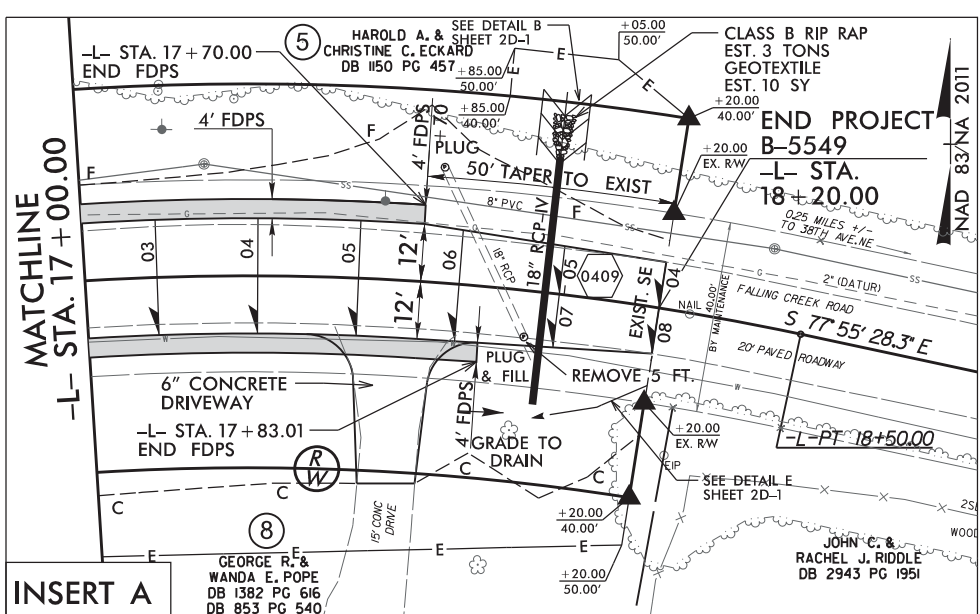 5
HAROLD A. &
CHRISTINE C. ECKARD
DB 1150 PG 457
-L- STA. 17+70.00
END FDPS
SEE DETAIL B
SHEET 2D-1
+05.00
50.00'
CLASS B RIP RAP
EST. 3 TONS
GEOTEXTILE
EST. 10 SY
+85.00
50.00'
+85.00
40.00'
E
E
E
+20.00
40.00'
NAD 83/NA 2011
END PROJECT
B-5549
-L- STA.
18+20.00
+20.00
EX. R/W
4' FDPS
F
4' FDPS
+ 70
PLUG
50' TAPER TO EXIST
F
F
SS
SS
SS
8" PVC
0.25 MILES +/-
TO 38TH AVE. NE
MATCHLINE
-L- STA. 17+00.00
G
G
G
G
03
04
05
06
12'
12'
18" RCP
18" RCP-IV
05
07
0409
EXIST. SE
04
08
NAIL
40.00'
BY MAINTENANCE
2" (DATUR)
FALLING CREEK ROAD
S 77°55'28.3" E
20' PAVED ROADWAY
W
W
W
W
6" CONCRETE
DRIVEWAY
PLUG
& FILL
REMOVE 5 FT.
-L- STA. 17+83.01
END FDPS
4' FDPS
GRADE TO
DRAIN
+20.00
EX. R/W
-L-PT 18+50.00
R
W
EIP
SEE DETAIL E
SHEET 2D-1
C
C
C
C
15' CONC
DRIVE
+20.00
40.00'
WOOD
8
GEORGE R. &
WANDA E. POPE
DB 1382 PG 616
DB 853 PG 540
E
E
E
E
+20.00
50.00'
JOHN C. &
RACHEL J. RIDDLE
DB 2943 PG 1951
INSERT A